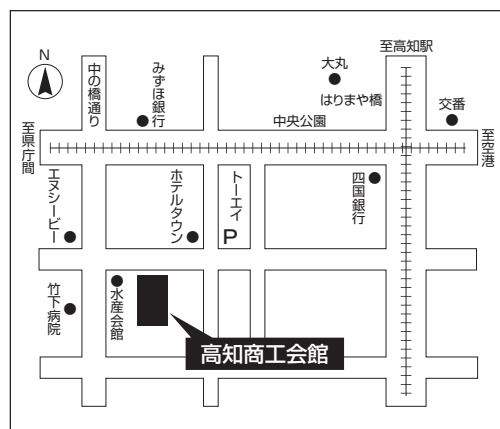 N
中の橋通り
みずほ銀行
大丸
至高知駅
はりまや橋
交番
中央公園
至県庁間
至空港
エヌシービー
ホテルタウン
トーエイ
P
四国銀行
竹下病院
水産会館
高知商工会館